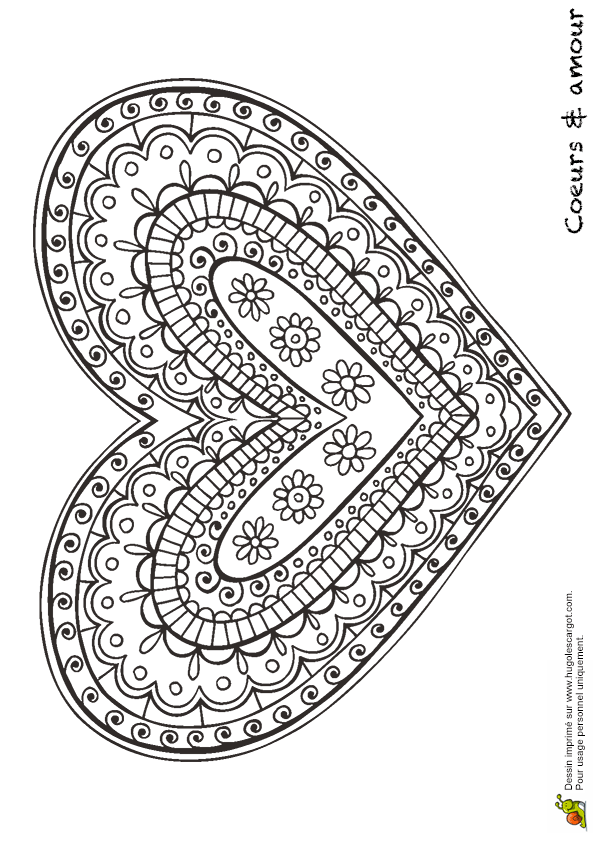 Coeurs & amour
Dessin imprimé sur www.hugolescargot.com.
Pour usage personnel uniquement.